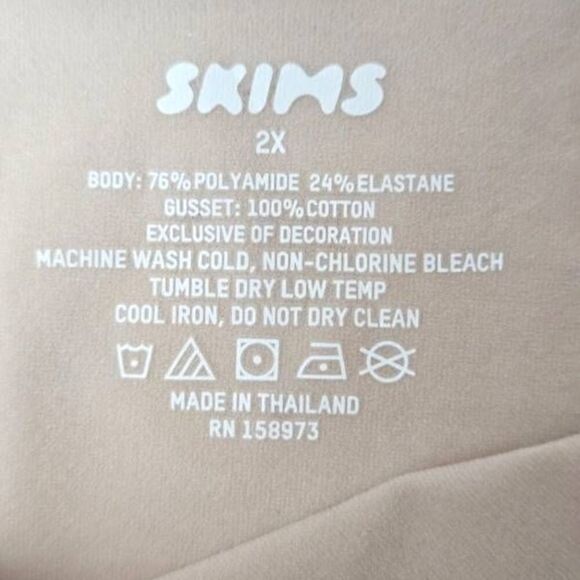 SKIMS
2X
BODY: 76% POLYAMIDE 24% ELASTANE
GUSSET: 100% COTTON
EXCLUSIVE OF DECORATION
MACHINE WASH COLD, NON-CHLORINE BLEACH
TUMBLE DRY LOW TEMP
COOL IRON, DO NOT DRY CLEAN
MADE IN THAILAND
RN 158973